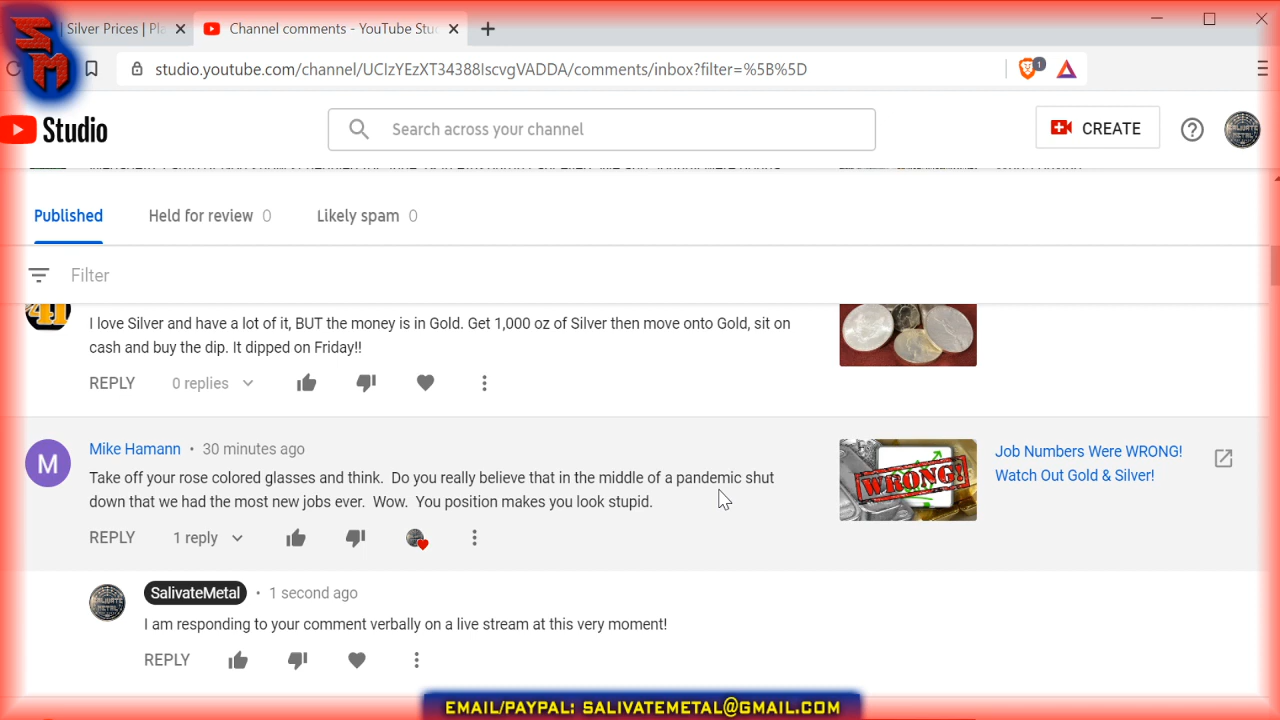 SM
Silver Prices | Pla
Channel comments - YouTube Stu
studio.youtube.com/channel/UCIzYEzXT34388IscvgVADDA/comments/inbox?filter=%5B%5D
1
Studio
Search across your channel
CREATE
Published
Held for review 0
Likely spam 0
Filter
41
I love Silver and have a lot of it, BUT the money is in Gold. Get 1,000 oz of Silver then move onto Gold, sit on
cash and buy the dip. It dipped on Friday!!
REPLY
0 replies
M
Mike Hamann • 30 minutes ago
Take off your rose colored glasses and think. Do you really believe that in the middle of a pandemic shut
down that we had the most new jobs ever. Wow. You position makes you look stupid.
WRONG!
Job Numbers Were WRONG!
Watch Out Gold & Silver!
REPLY
1 reply
SalivateMetal • 1 second ago
I am responding to your comment verbally on a live stream at this very moment!
REPLY
EMAIL/PAYPAL: SALIVATEMETAL@GMAIL.COM